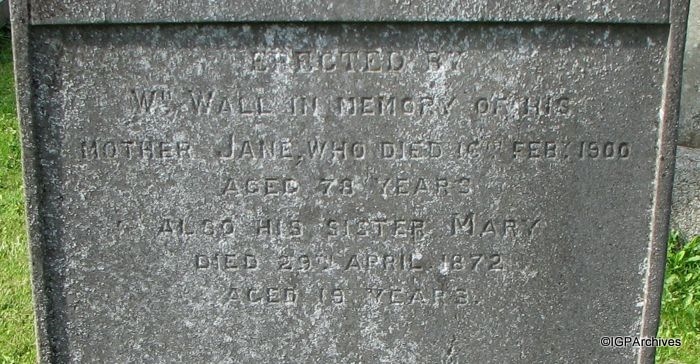 ERECTED BY
Wm WALL IN MEMORY OF HIS
MOTHER JANE, WHO DIED 16TH FEBY 1900
AGED 78 YEARS
ALSO HIS SISTER MARY
DIED 29TH APRIL 1872
AGED 19 YEARS.
©IGPArchives